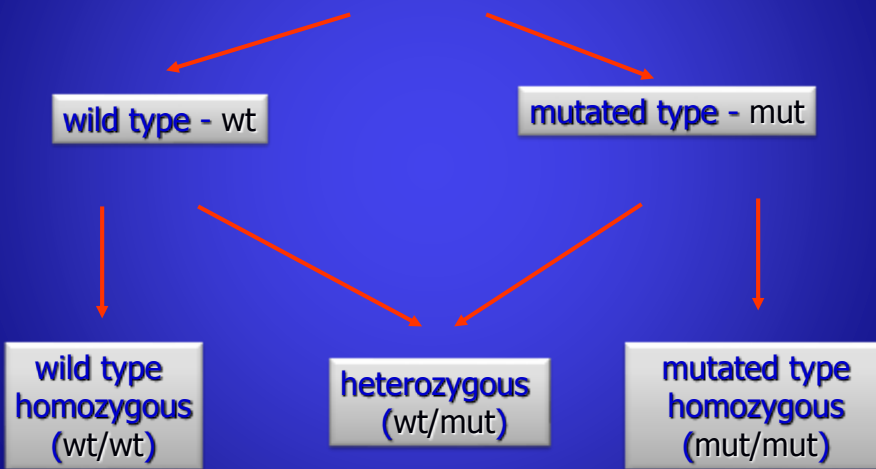 wild type - wt
mutated type - mut
wild type
homozygous
(wt/wt)
heterozygous
(wt/mut)
mutated type
homozygous
(mut/mut)